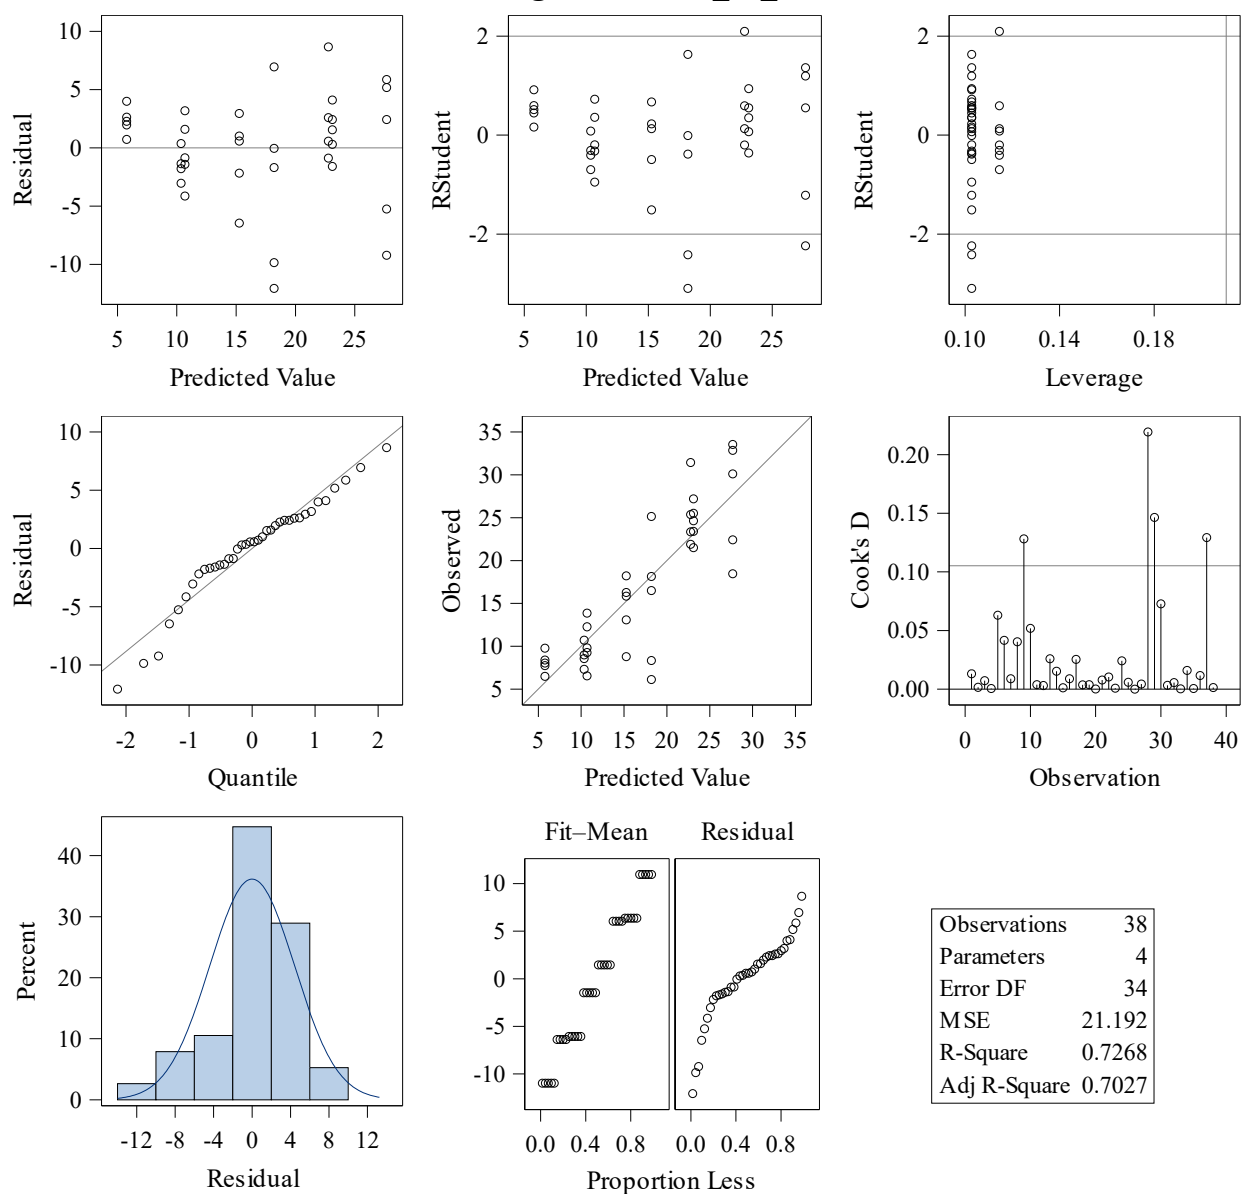 10
5
0
-5
-10
Residual
5 10 15 20 25
Predicted Value
2
0
-2
RStudent
5 10 15 20 25
Predicted Value
2
0
-2
RStudent
0.10 0.14 0.18
Leverage
10
5
0
-5
-10
Residual
-2 -1 0 1 2
Quantile
35
30
25
20
15
10
5
Observed
5 10 15 20 25 30 35
Predicted Value
0.20
0.15
0.10
0.05
0.00
Cook's D
0 10 20 30 40
Observation
40
30
20
10
0
Percent
-12 -8 -4 0 4 8 12
Residual
Fit–Mean Residual
10
5
0
-5
-10
0.0 0.4 0.8 0.0 0.4 0.8
Proportion Less
Observations 38
Parameters 4
Error DF 34
MSE 21.192
R-Square 0.7268
Adj R-Square 0.7027